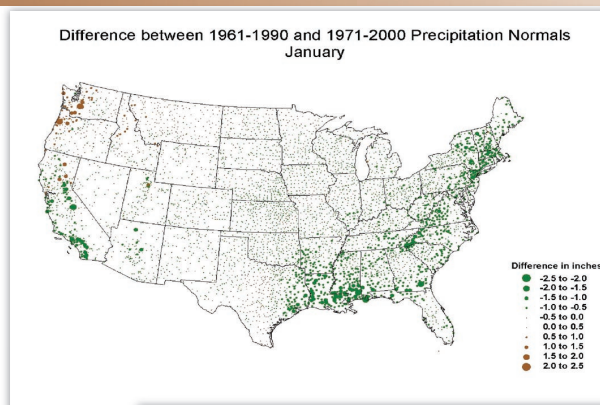 Difference between 1961-1990 and 1971-2000 Precipitation Normals
January
Difference in inches
-2.5 to -2.0
-2.0 to -1.5
-1.5 to -1.0
-1.0 to -0.5
-0.5 to 0.0
0.0 to 0.5
0.5 to 1.0
1.0 to 1.5
1.5 to 2.0
2.0 to 2.5